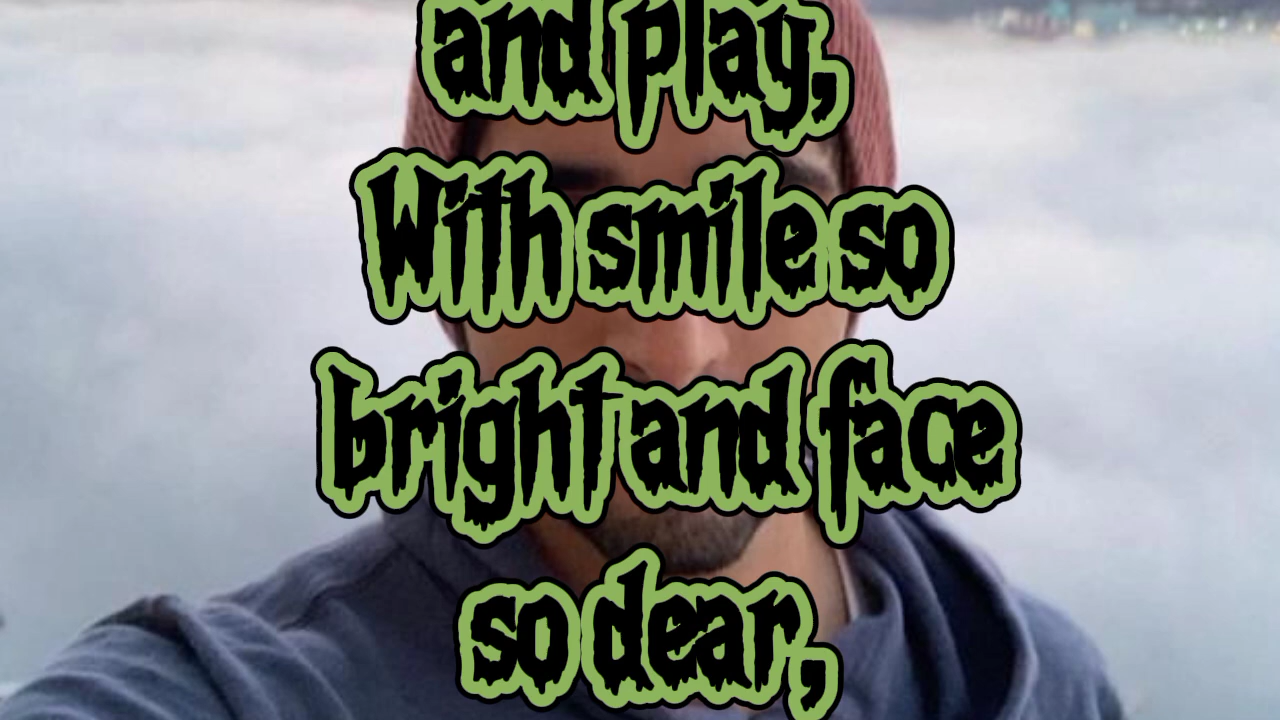 and play,
With smile so
bright and face
so dear,